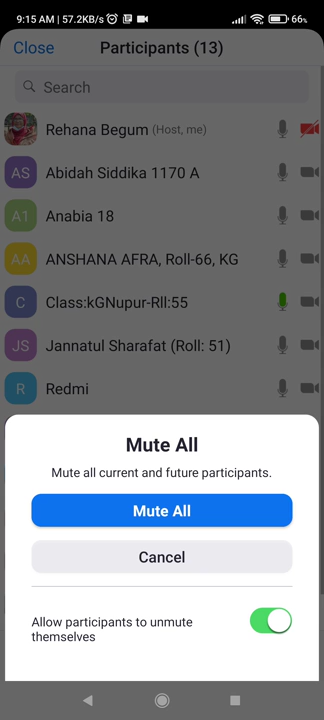 9:15 AM | 57.2KB/s
66%
Close Participants (13)
Search
Rehana Begum (Host, me)
AS Abidah Siddika 1170 A
A1 Anabia 18
AA ANSHANA AFRA, Roll-66, KG
C Class:kGNupur-Rll:55
JS Jannatul Sharafat (Roll: 51)
R Redmi
Mute All
Mute all current and future participants.
Mute All
Cancel
Allow participants to unmute
themselves